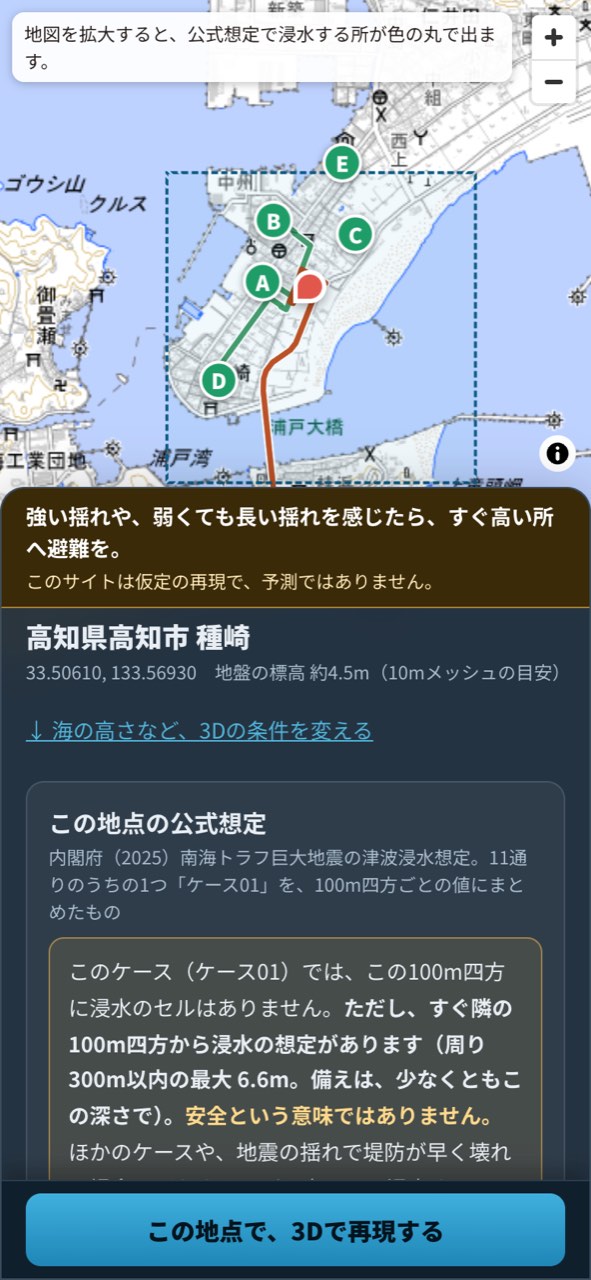 地図を拡大すると、公式想定で浸水する所が色の丸で出ま
す。
+
−
新築
仁井田
中組
西上
E
ゴウシ山
クルス
中州
B
C
A
御畳瀬
みませ
D
崎
浦戸大橋
工業団地
浦戸湾
強い揺れや、弱くても長い揺れを感じたら、すぐ高い所
へ避難を。
このサイトは仮定の再現で、予測ではありません。
高知県高知市 種崎
33.50610, 133.56930 地盤の標高 約4.5m（10mメッシュの目安）
↓ 海の高さなど、3Dの条件を変える
この地点の公式想定
内閣府（2025）南海トラフ巨大地震の津波浸水想定。11通
りのうちの1つ「ケース01」を、100m四方ごとの値にまと
めたもの
このケース（ケース01）では、この100m四方
に浸水のセルはありません。ただし、すぐ隣の
100m四方から浸水の想定があります（周り
300m以内の最大 6.6m。備えは、少なくともこ
の深さで）。安全という意味ではありません。
ほかのケースや、地震の揺れで堤防が早く壊れ
この地点で、3Dで再現する